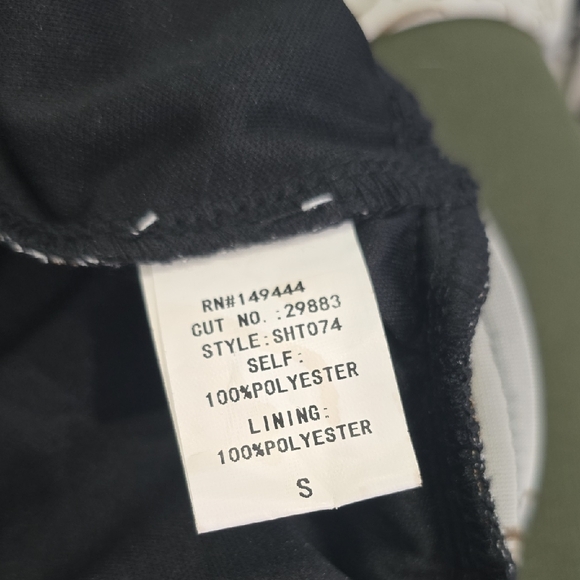 RN#149444
CUT NO.:29883
STYLE:SHT074
SELF:
100%POLYESTER
LINING:
100%POLYESTER
S